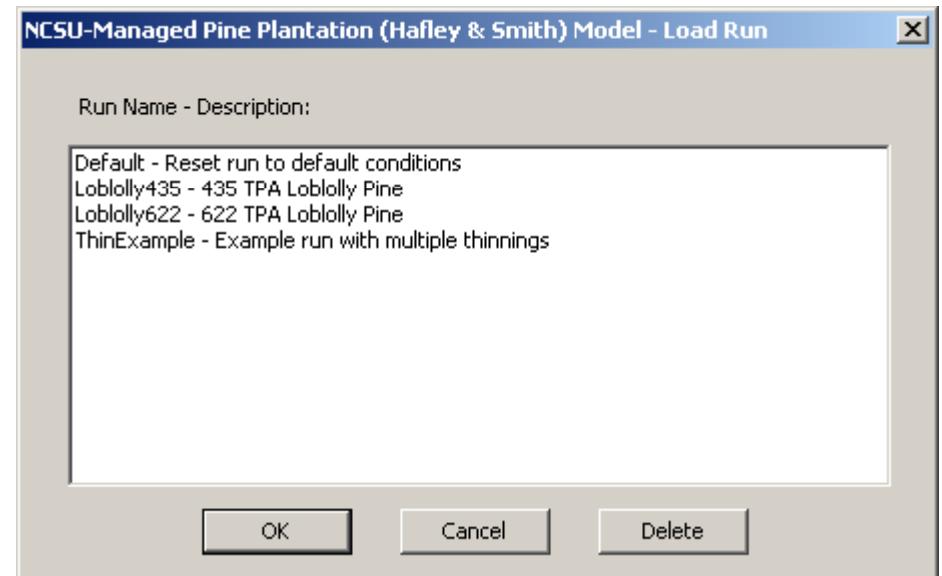 NCSU-Managed Pine Plantation (Hafley & Smith) Model - Load Run
Run Name - Description:
Default - Reset run to default conditions
Loblolly435 - 435 TPA Loblolly Pine
Loblolly622 - 622 TPA Loblolly Pine
ThinExample - Example run with multiple thinnings
OK Cancel Delete